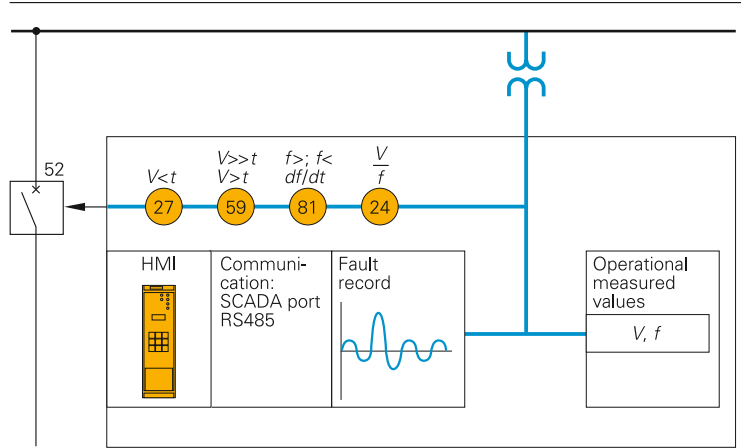 52
V<t
V>>t
V>t
f>; f<
df/dt
V
f
27
59
81
24
HMI
Communi-
cation:
SCADA port
RS485
Fault
record
Operational
measured
values
V, f